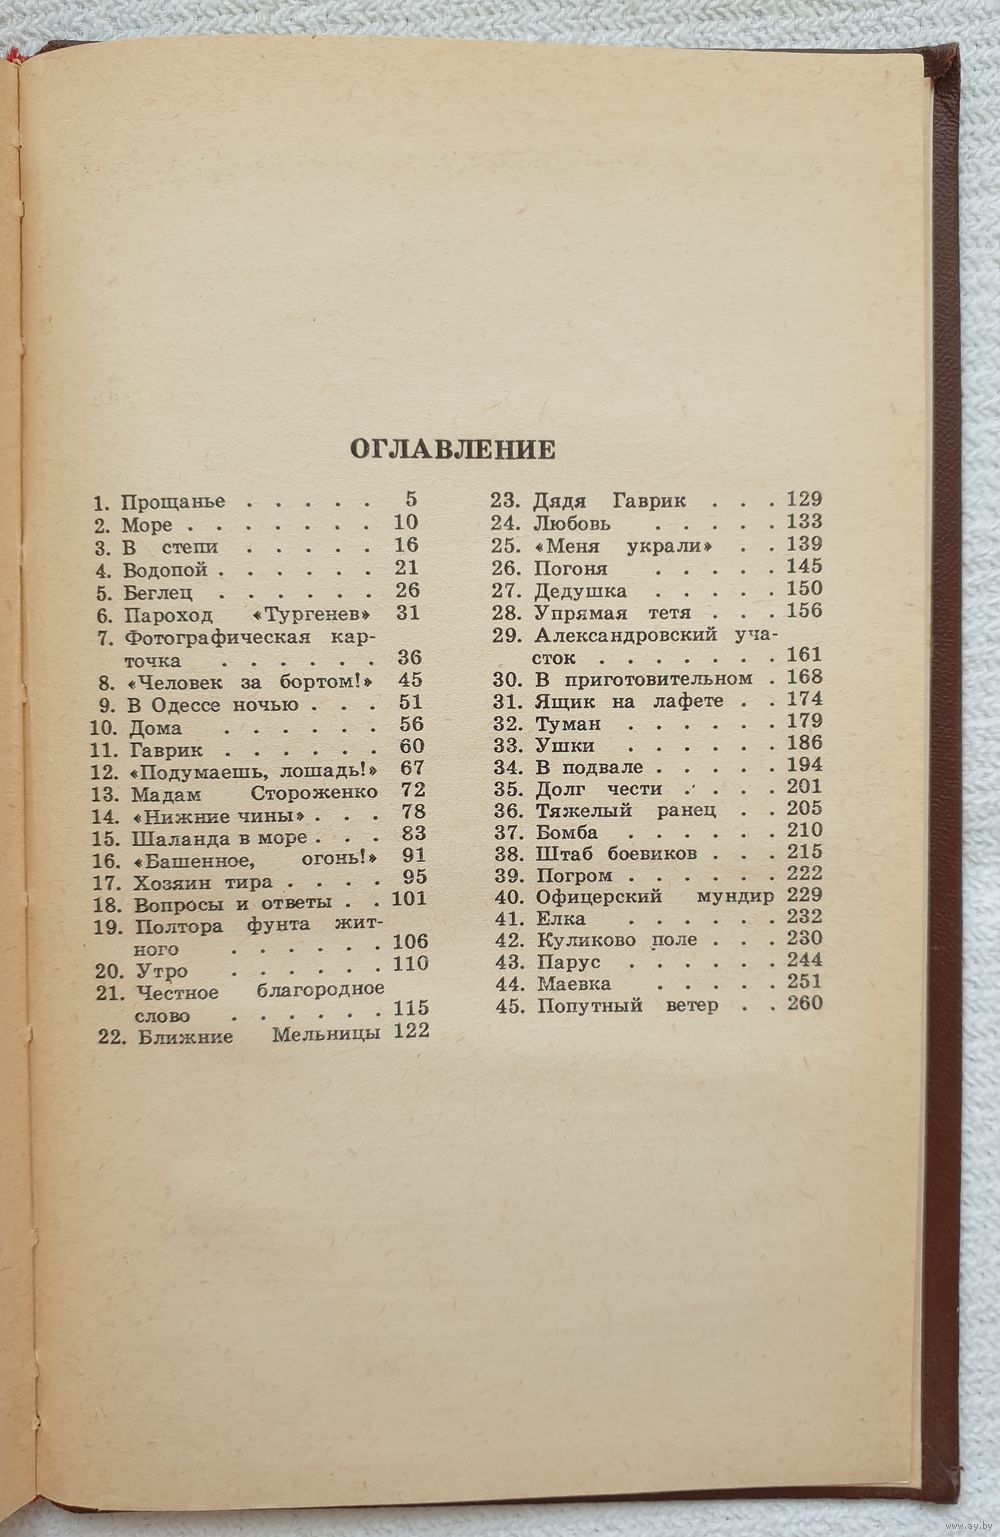 ОГЛАВЛЕНИЕ
1. Прощанье . . . . . 5
2. Море . . . . . . . 10
3. В степи . . . . . 16
4. Водопой . . . . . . 21
5. Беглец . . . . . . 26
6. Пароход «Тургенев» 31
7. Фотографическая кар-
точка . . . . . . 36
8. «Человек за бортом!» 45
9. В Одессе ночью . . . 51
10. Дома . . . . . . 56
11. Гаврик . . . . . . 60
12. «Подумаешь, лошадь!» 67
13. Мадам Стороженко 72
14. «Нижние чины» . . . 78
15. Шаланда в море . . . 83
16. «Башенное, огонь!» 91
17. Хозяин тира . . . . 95
18. Вопросы и ответы . . 101
19. Полтора фунта жит-
ного . . . . . . 106
20. Утро . . . . . . 110
21. Честное благородное
слово . . . . . . 115
22. Ближние Мельницы 122
23. Дядя Гаврик . . . 129
24. Любовь . . . . . 133
25. «Меня украли» . . 139
26. Погоня . . . . . 145
27. Дедушка . . . . . 150
28. Упрямая тетя . . . 156
29. Александровский уча-
сток . . . . . . . 161
30. В приготовительном . 168
31. Ящик на лафете . . 174
32. Туман . . . . . . 179
33. Ушки . . . . . . 186
34. В подвале . . . . . 194
35. Долг чести . . . . 201
36. Тяжелый ранец . . 205
37. Бомба . . . . . . 210
38. Штаб боевиков . . . 215
39. Погром . . . . . . 222
40. Офицерский мундир 229
41. Елка . . . . . . 232
42. Куликово поле . . . 230
43. Парус . . . . . . 244
44. Маевка . . . . . 251
45. Попутный ветер . . 260
www.ay.by